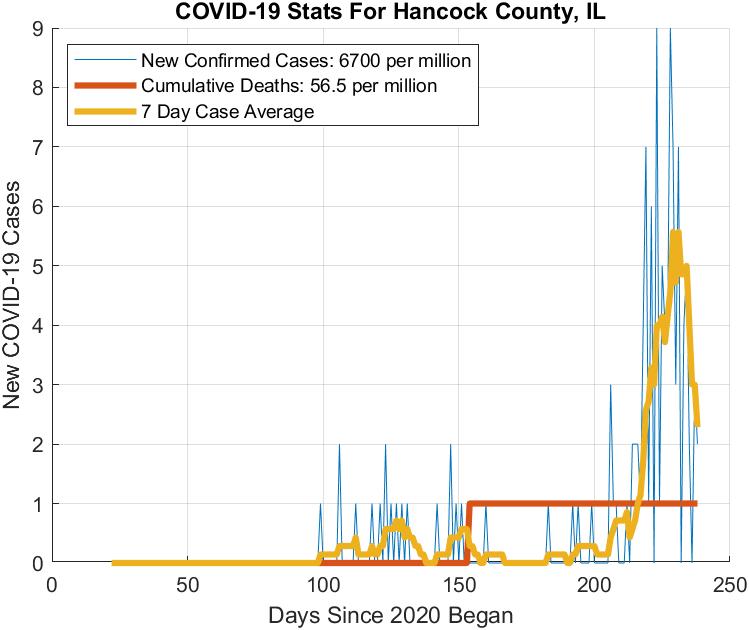 COVID-19 Stats For Hancock County, IL
New Confirmed Cases: 6700 per million
Cumulative Deaths: 56.5 per million
7 Day Case Average
New COVID-19 Cases
9
8
7
6
5
4
3
2
1
0
0 50 100 150 200 250
Days Since 2020 Began